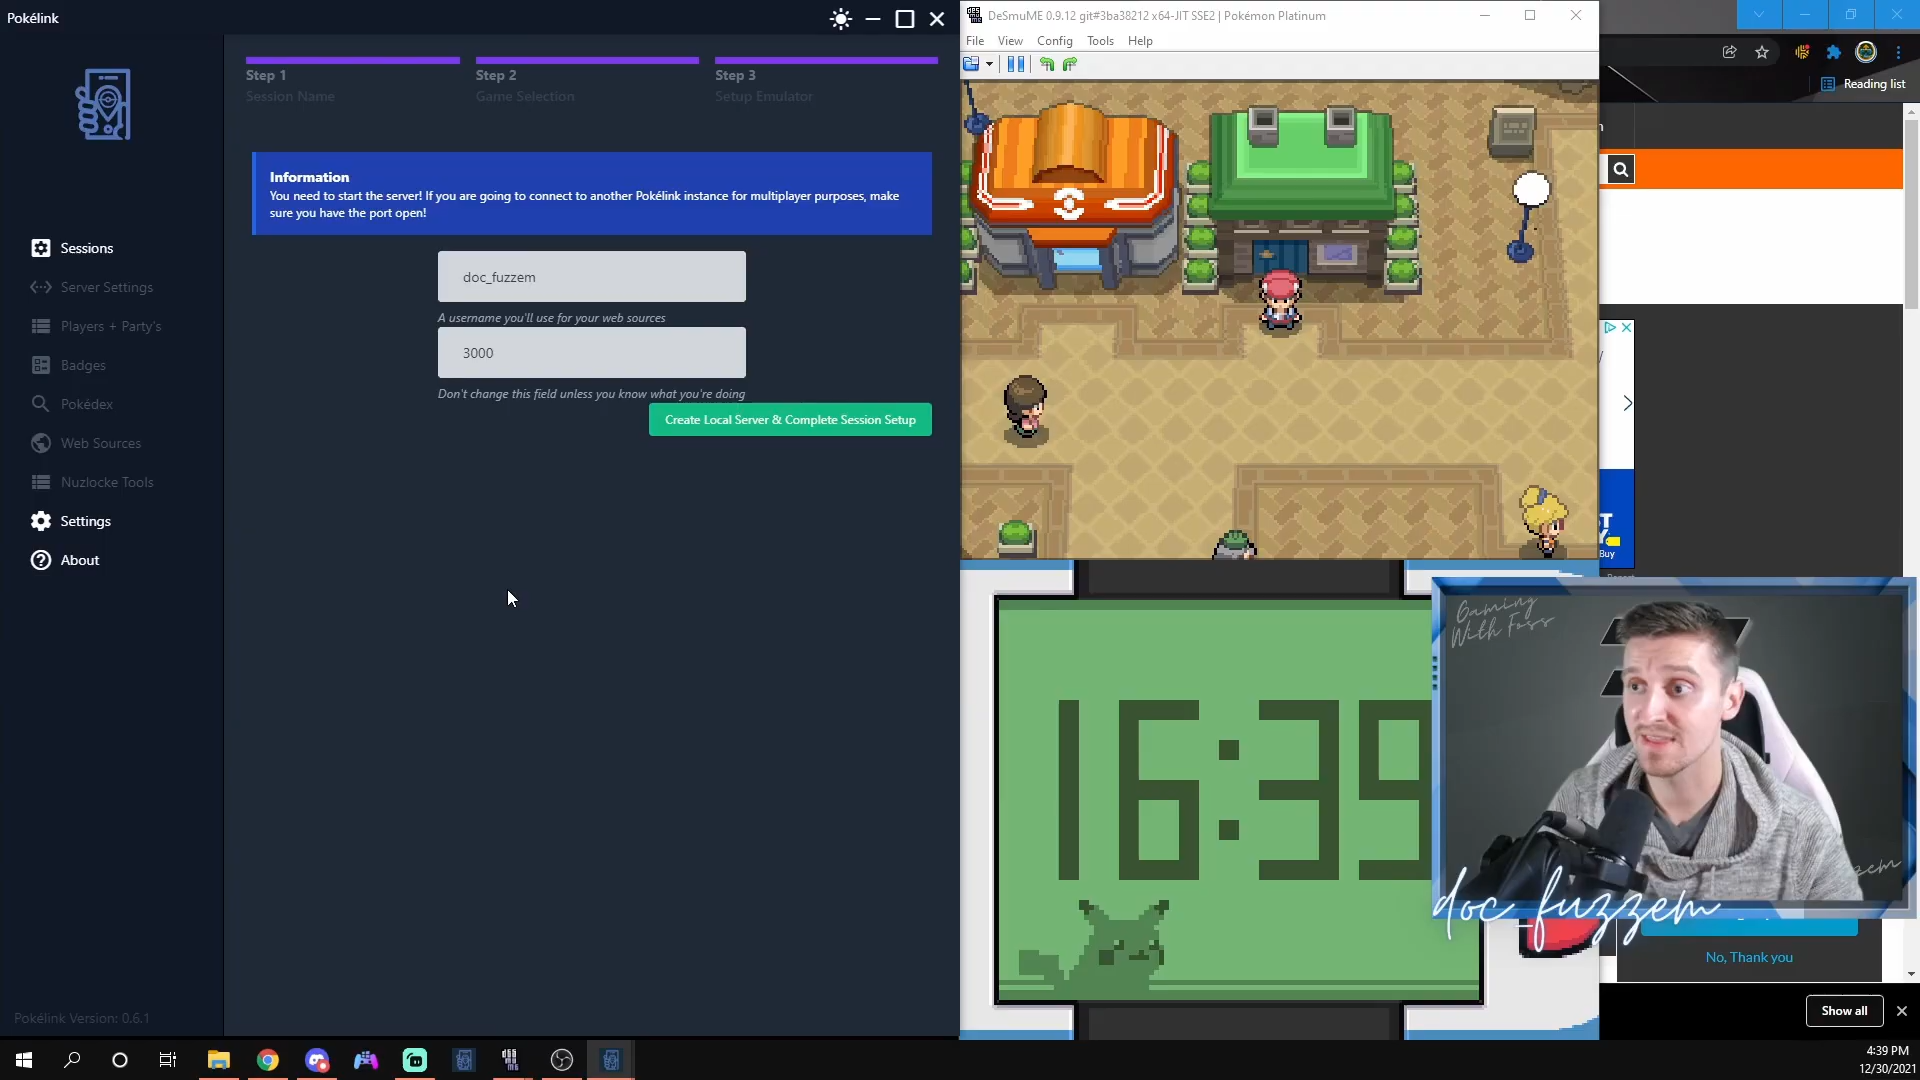 Pokélink
Step 1
Session Name
Step 2
Game Selection
Step 3
Setup Emulator
Information
You need to start the server! If you are going to connect to another Pokélink instance for multiplayer purposes, make
sure you have the port open!
doc_fuzzem
A username you'll use for your web sources
3000
Don't change this field unless you know what you're doing
Create Local Server & Complete Session Setup
Sessions
Server Settings
Players + Party's
Badges
Pokédex
Web Sources
Nuzlocke Tools
Settings
About
Pokélink Version: 0.6.1
DeSmuME 0.9.12 git#3ba38212 x64-JIT SSE2 | Pokémon Platinum
File
View
Config
Tools
Help
16:39
Reading list
Buy
Gaming
With Foss
doc_fuzzem
No, Thank you
Show all
4:39 PM
12/30/2021